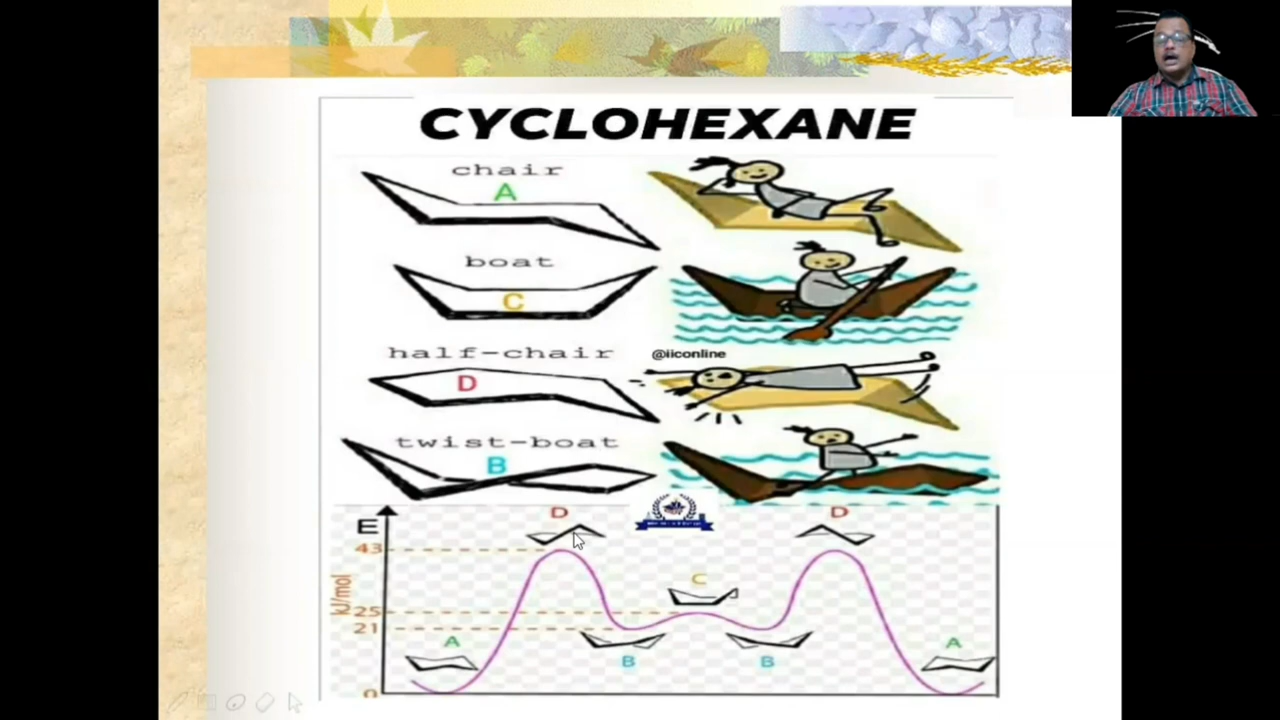 CYCLOHEXANE
chair
A
boat
C
half-chair
@iiconline
D
twist-boat
B
E
D
D
43
C
kJ/mol
25
21
A
B
B
A
0